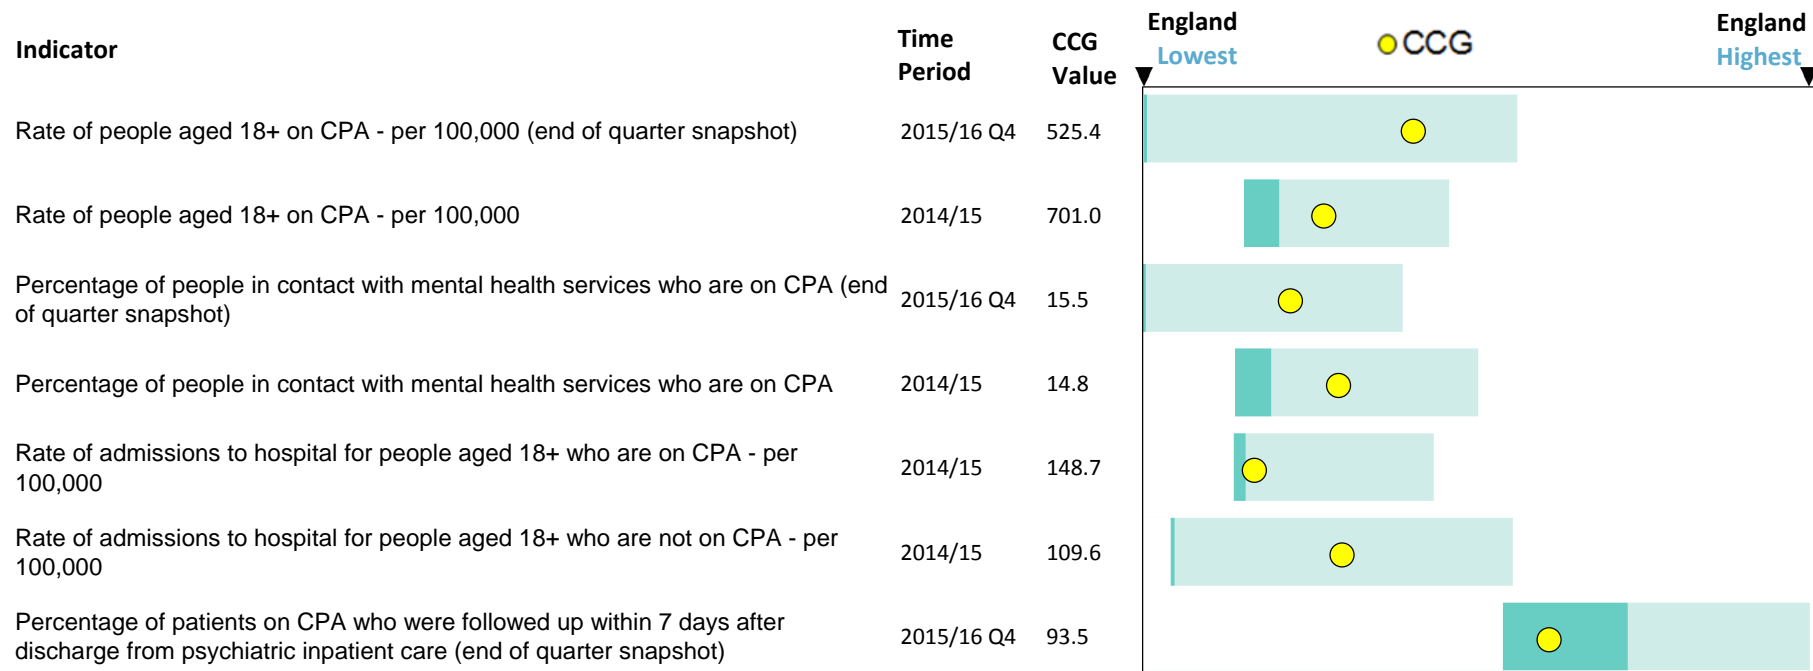 Indicator
Time Period
CCG Value
England Lowest
CCG
England Highest
Rate of people aged 18+ on CPA - per 100,000 (end of quarter snapshot) 2015/16 Q4 525.4
Rate of people aged 18+ on CPA - per 100,000 2014/15 701.0
Percentage of people in contact with mental health services who are on CPA (end
of quarter snapshot) 2015/16 Q4 15.5
Percentage of people in contact with mental health services who are on CPA 2014/15 14.8
Rate of admissions to hospital for people aged 18+ who are on CPA - per
100,000 2014/15 148.7
Rate of admissions to hospital for people aged 18+ who are not on CPA - per
100,000 2014/15 109.6
Percentage of patients on CPA who were followed up within 7 days after
discharge from psychiatric inpatient care (end of quarter snapshot) 2015/16 Q4 93.5